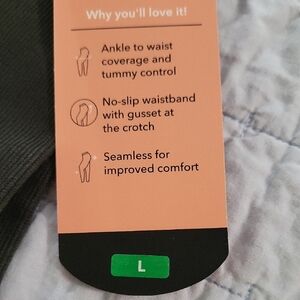 Why you'll love it!
Ankle to waist
coverage and
tummy control
No-slip waistband
with gusset at
the crotch
Seamless for
improved comfort
L